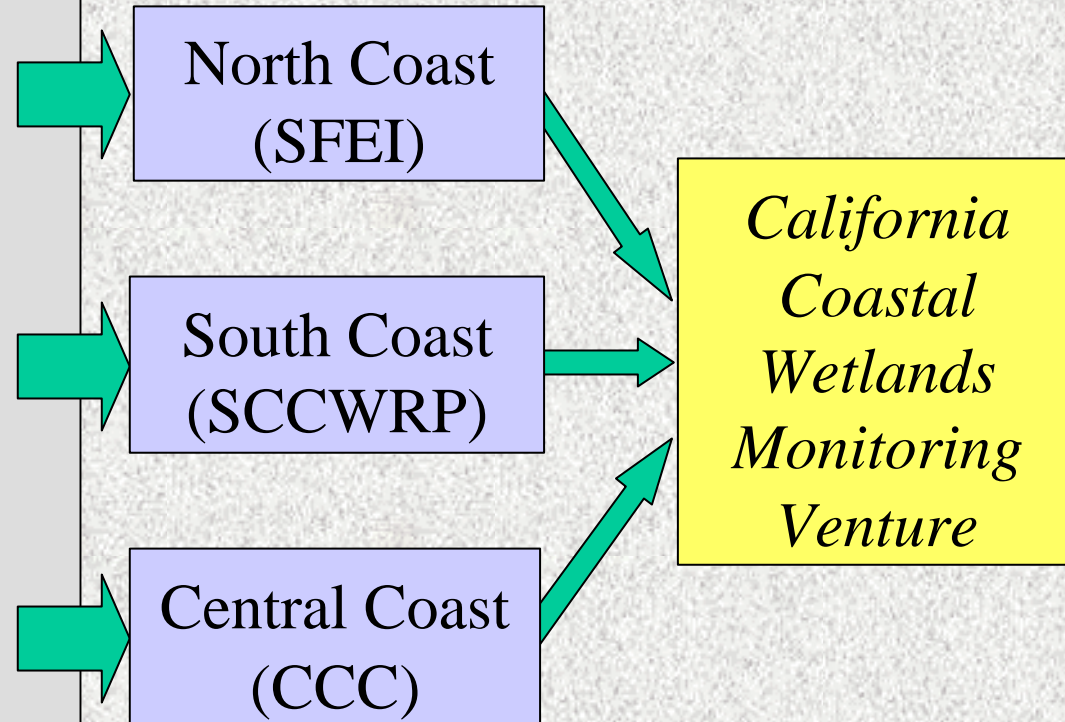 North Coast
(SFEI)
South Coast
(SCCWRP)
Central Coast
(CCC)
California
Coastal
Wetlands
Monitoring
Venture